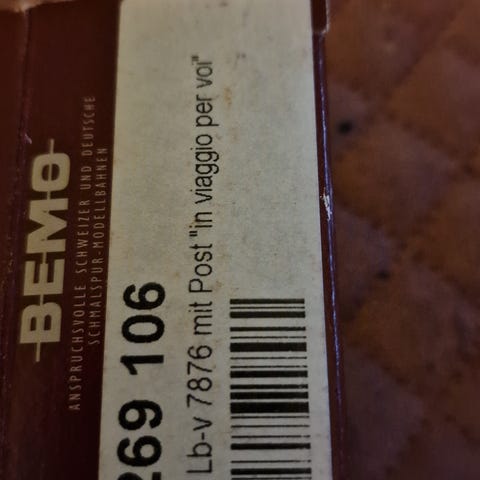 BEMO
ANSPRUCHSVOLLE SCHWEIZER UND DEUTSCHE
SCHMALSPUR-MODELLBAHNEN
269 106
Lb-v 7876 mit Post "in viaggio per voi"